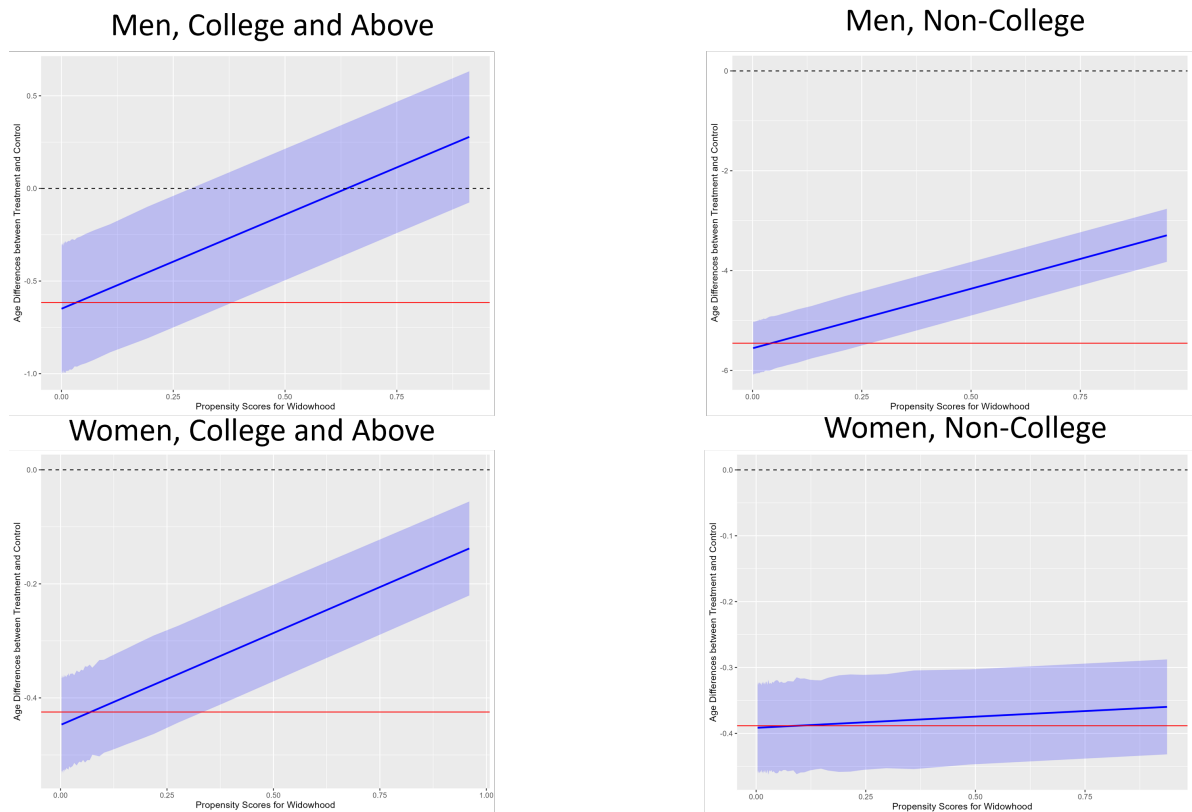 Men, College and Above
Men, Non-College
Age Differences between Treatment and Control
0.5
0.0
-0.5
-1.0
0.00 0.25 0.50 0.75
Propensity Scores for Widowhood
Age Differences between Treatment and Control
0
-2
-4
-6
0.00 0.25 0.50 0.75
Propensity Scores for Widowhood
Women, College and Above
Women, Non-College
Age Differences between Treatment and Control
0.0
-0.2
-0.4
0.00 0.25 0.50 0.75 1.00
Propensity Scores for Widowhood
Age Differences between Treatment and Control
0.0
-0.1
-0.2
-0.3
-0.4
0.00 0.25 0.50 0.75
Propensity Scores for Widowhood